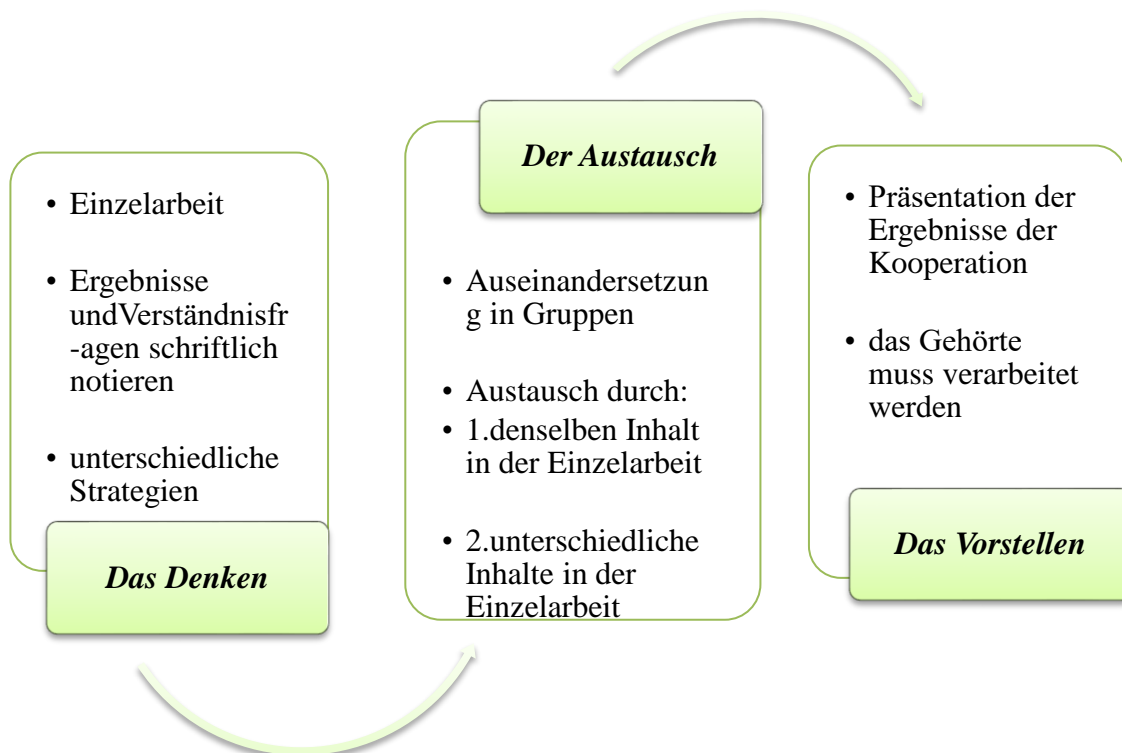 • Einzelarbeit
• Ergebnisse
undVerständnisfr
-agen schriftlich
notieren
• unterschiedliche
Strategien
Das Denken
Der Austausch
• Auseinandersetzun
g in Gruppen
• Austausch durch:
• 1.denselben Inhalt
in der Einzelarbeit
• 2.unterschiedliche
Inhalte in der
Einzelarbeit
• Präsentation der
Ergebnisse der
Kooperation
• das Gehörte
muss verarbeitet
werden
Das Vorstellen